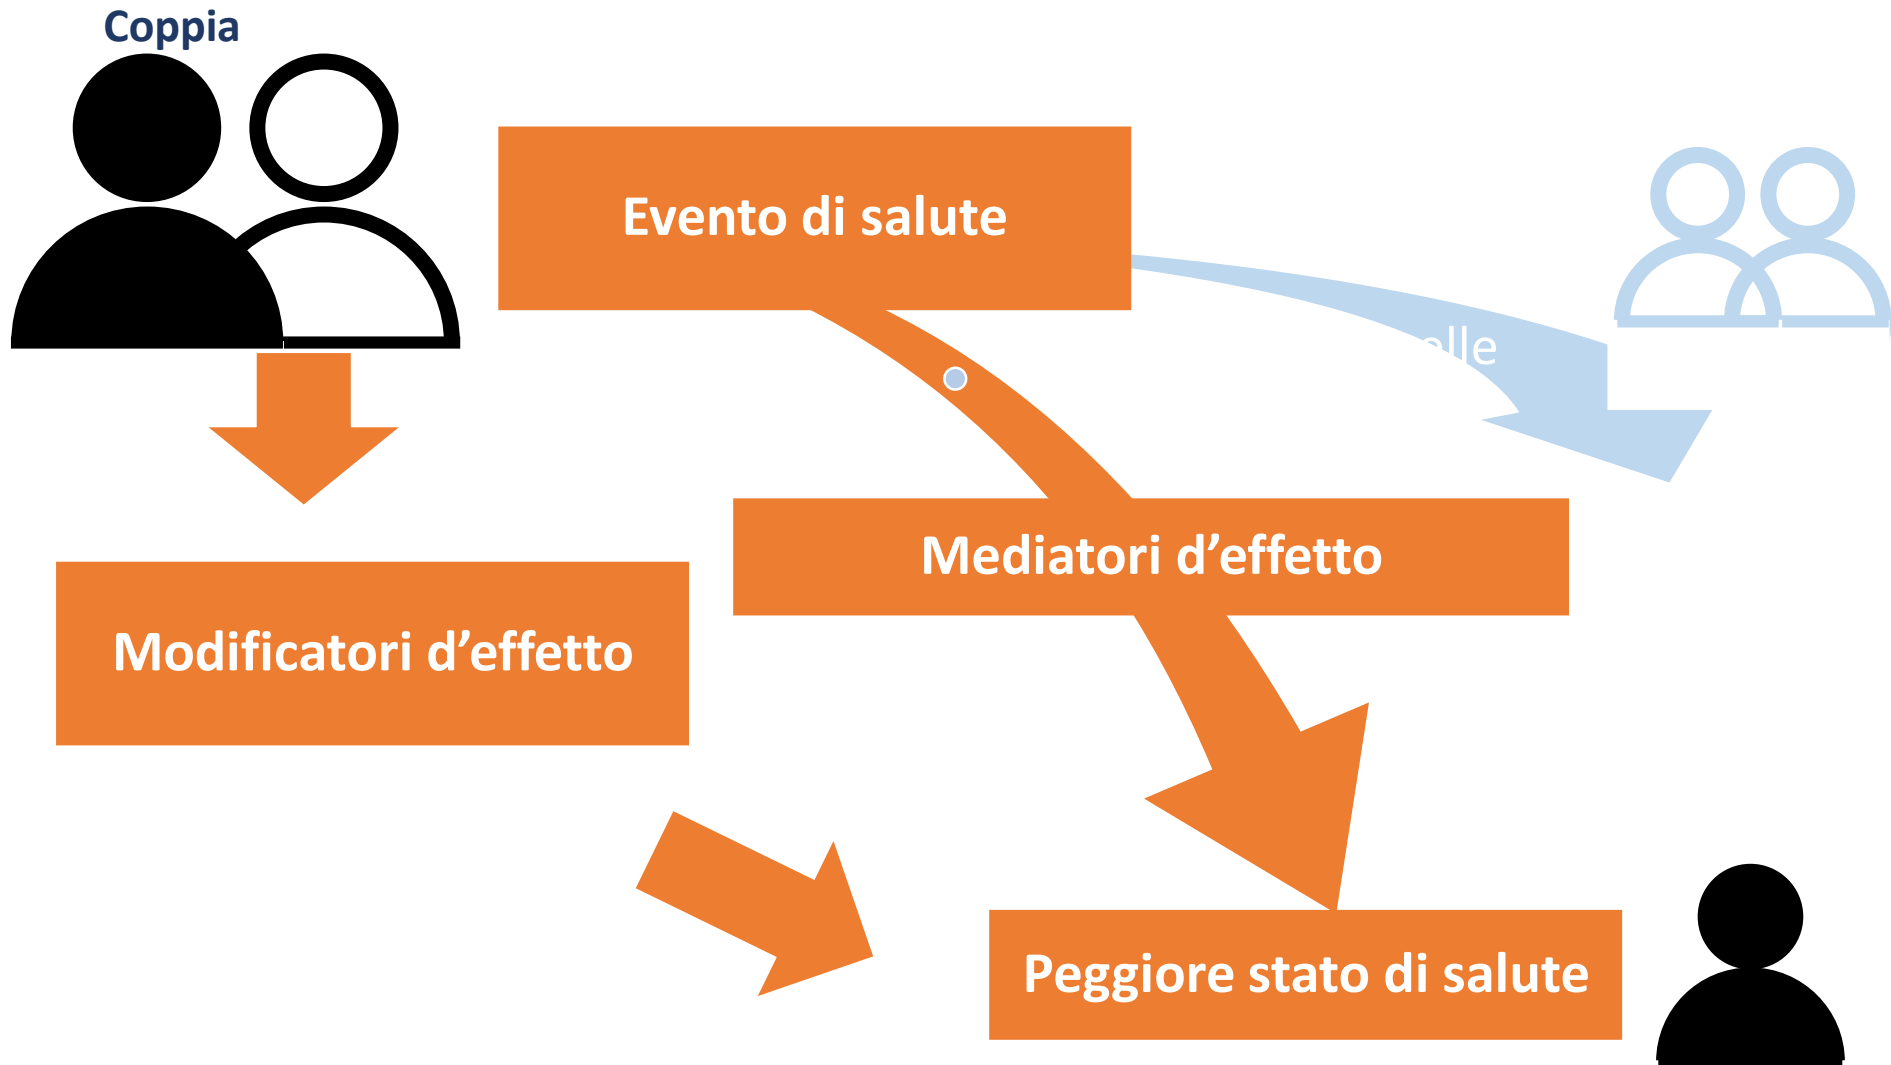 Coppia
Evento di salute
Mediatori d’effetto
Modificatori d’effetto
Peggiore stato di salute